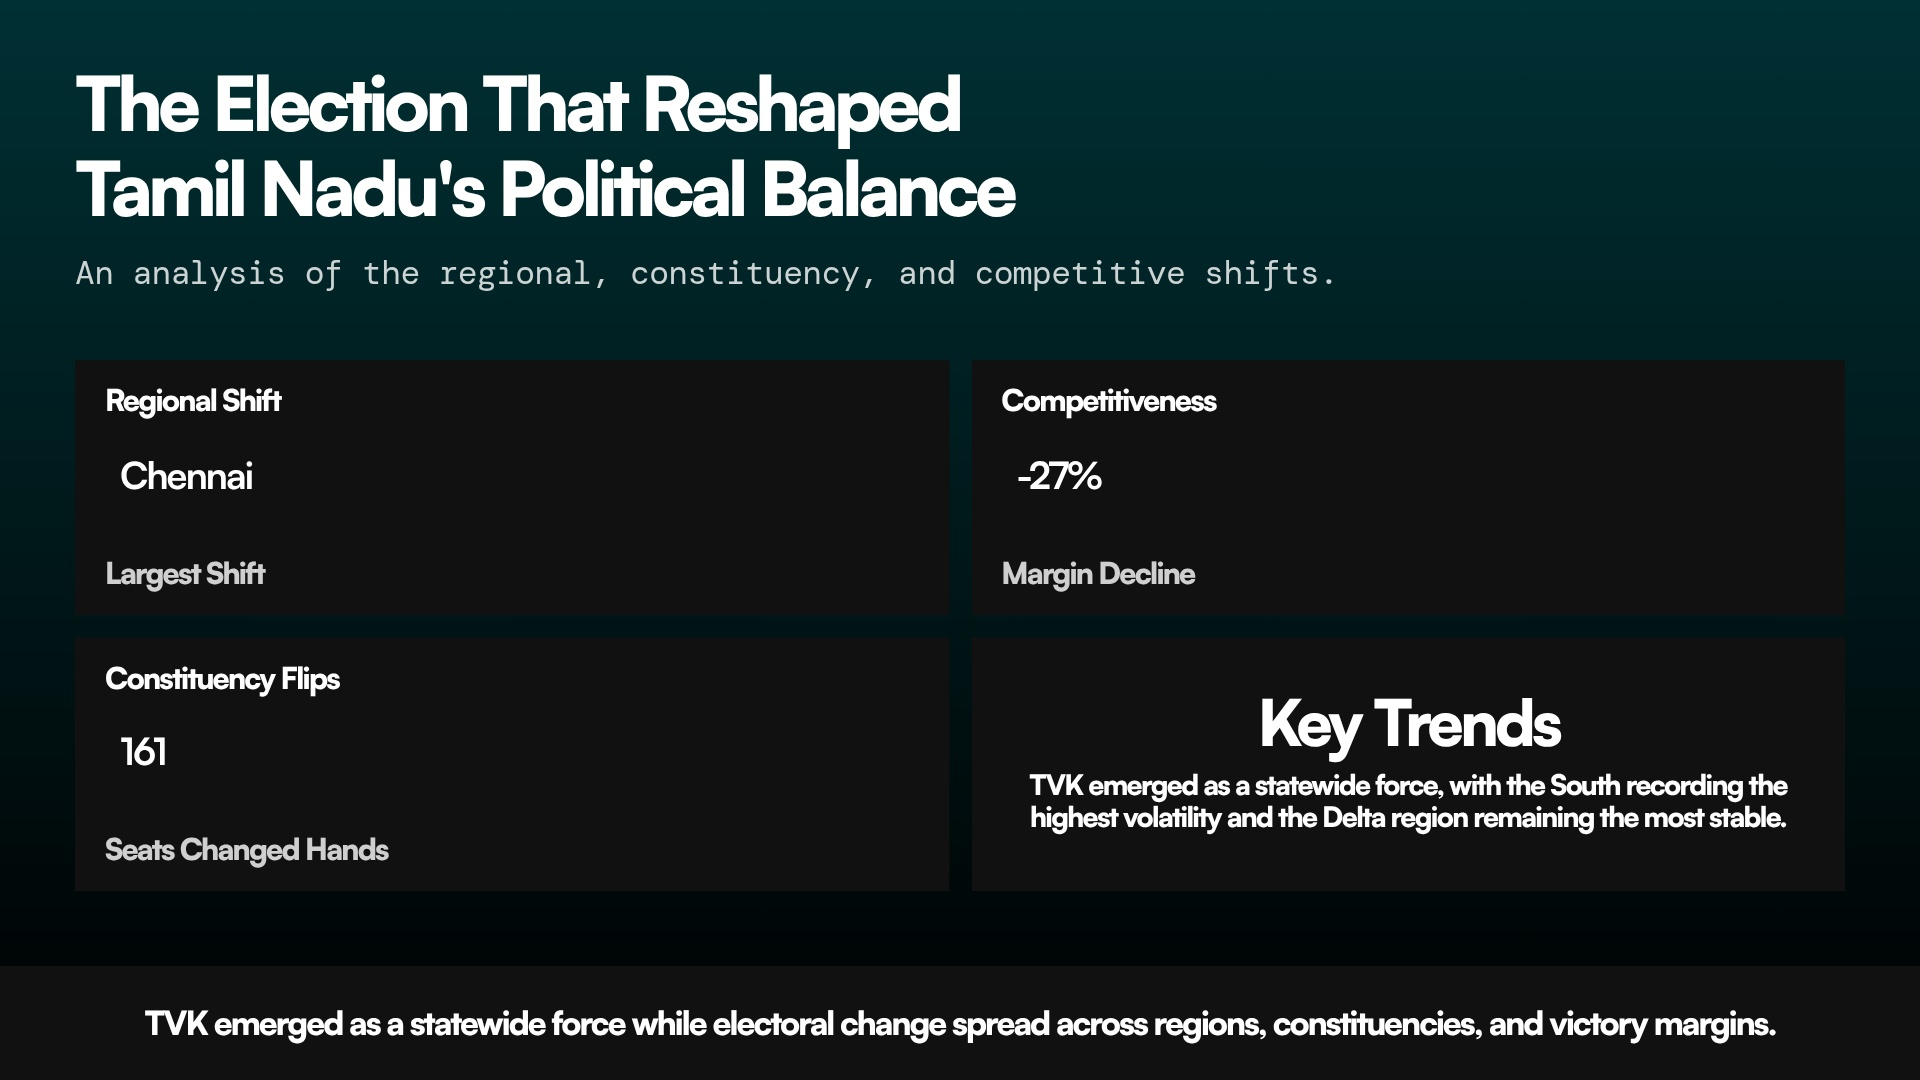 The Election That Reshaped
Tamil Nadu's Political Balance
An analysis of the regional, constituency, and competitive shifts.
Regional Shift
Chennai
Largest Shift
Competitiveness
-27%
Margin Decline
Constituency Flips
161
Seats Changed Hands
Key Trends
TVK emerged as a statewide force, with the South recording the
highest volatility and the Delta region remaining the most stable.
TVK emerged as a statewide force while electoral change spread across regions, constituencies, and victory margins.